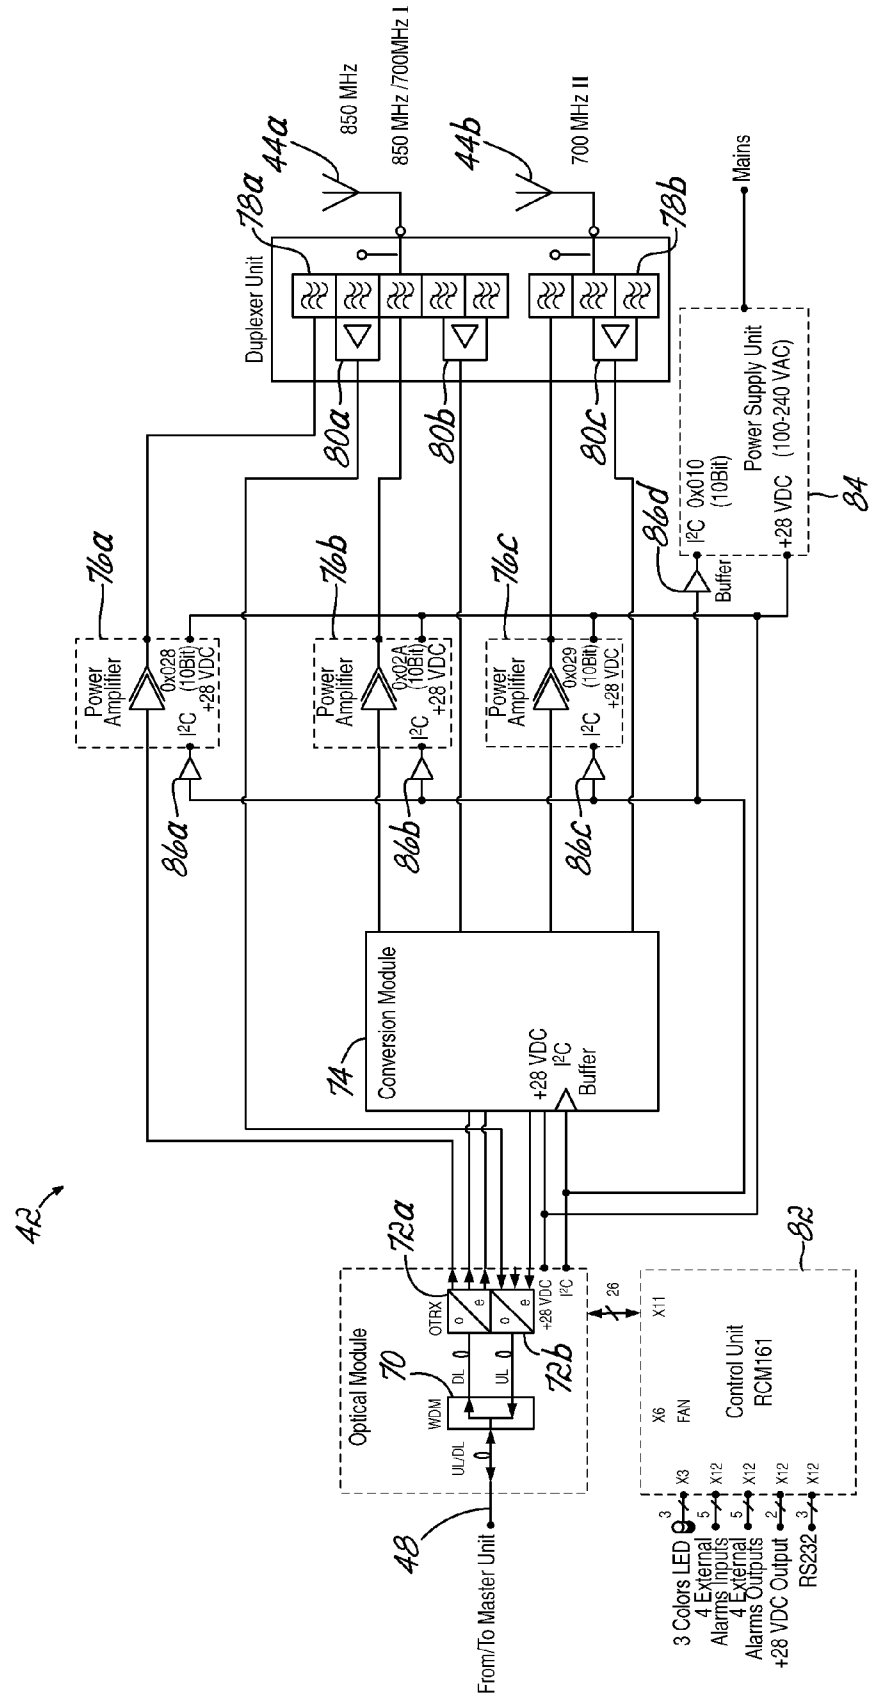 42
From/To Master Unit
48
Optical Module
UL/DL
WDM
70
DL
UL
OTRX
o
e
o
e
72a
72b
+28 VDC
I²C
26
3 Colors LED
3
X3
4 External
Alarms Inputs
5
X12
4 External
Alarms Outputs
5
X12
+28 VDC Output
2
X12
RS232
3
X12
X6
FAN
X11
Control Unit
RCM161
82
74
Conversion Module
+28 VDC
I²C
Buffer
86a
86b
86c
86d
Power
Amplifier
I²C
0x028
(10Bit)
+28 VDC
76a
Power
Amplifier
I²C
0x02A
(10Bit)
+28 VDC
76b
Power
Amplifier
I²C
0x029
(10Bit)
+28 VDC
76c
Buffer
I²C 0x010
(10Bit)
Power Supply Unit
+28 VDC (100-240 VAC)
84
Mains
Duplexer Unit
80a
80b
80c
78a
78b
44a
44b
850 MHz
850 MHz /700MHz I
700 MHz II